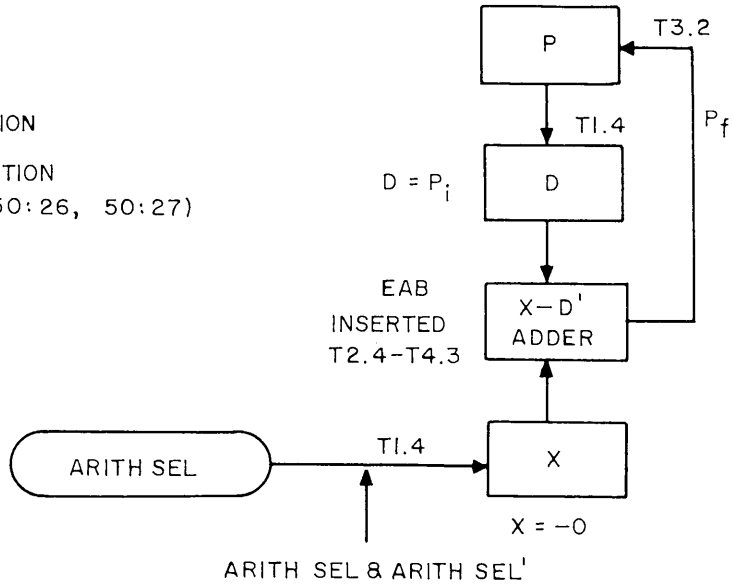 P
T3.2
ION
T1.4
Pf
TION
D = Pi
D
50:26, 50:27)
EAB
INSERTED
T2.4-T4.3
X-D'
ADDER
T1.4
ARITH SEL
X
X = -0
ARITH SEL & ARITH SEL'